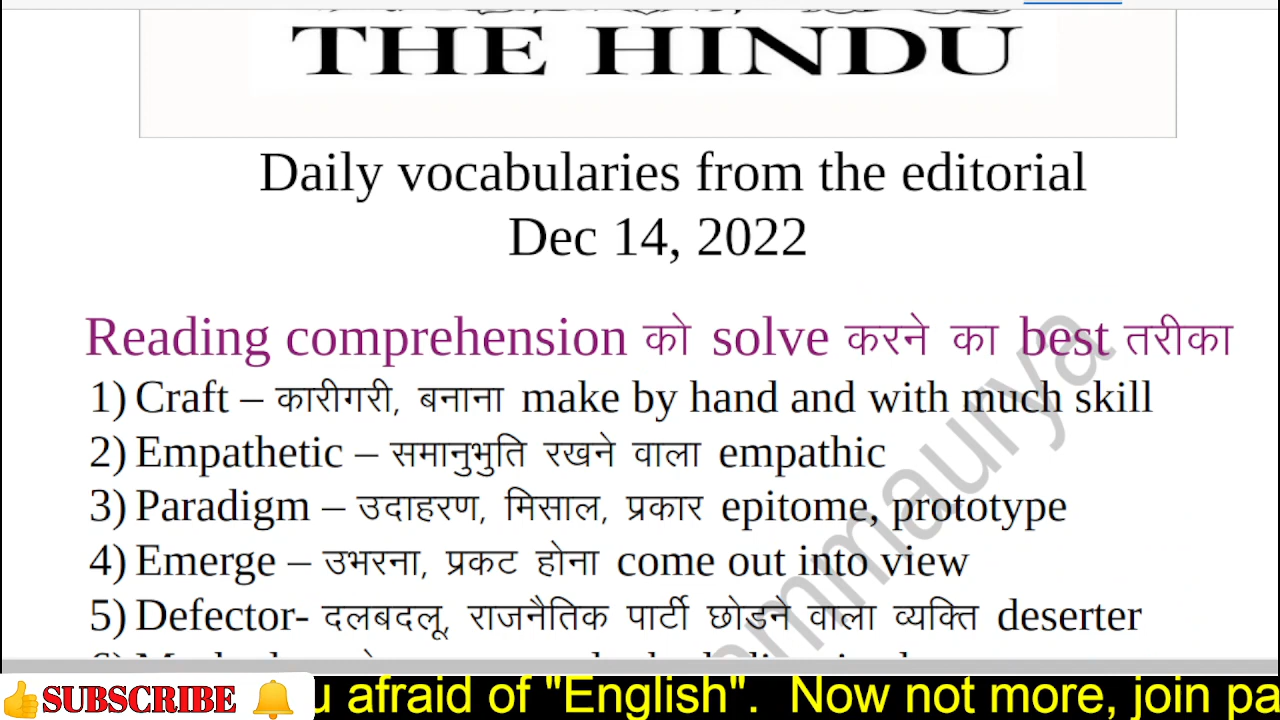 THE HINDU
Daily vocabularies from the editorial
Dec 14, 2022
Reading comprehension को solve करने का best तरीका
1) Craft – कारीगरी, बनाना make by hand and with much skill
2) Empathetic – समानुभुति रखने वाला empathic
3) Paradigm – उदाहरण, मिसाल, प्रकार epitome, prototype
4) Emerge – उभरना, प्रकट होना come out into view
5) Defector- दलबदलू, राजनैतिक पार्टी छोडने वाला व्यक्ति deserter
SUBSCRIBE
u afraid of "English". Now not more, join pa